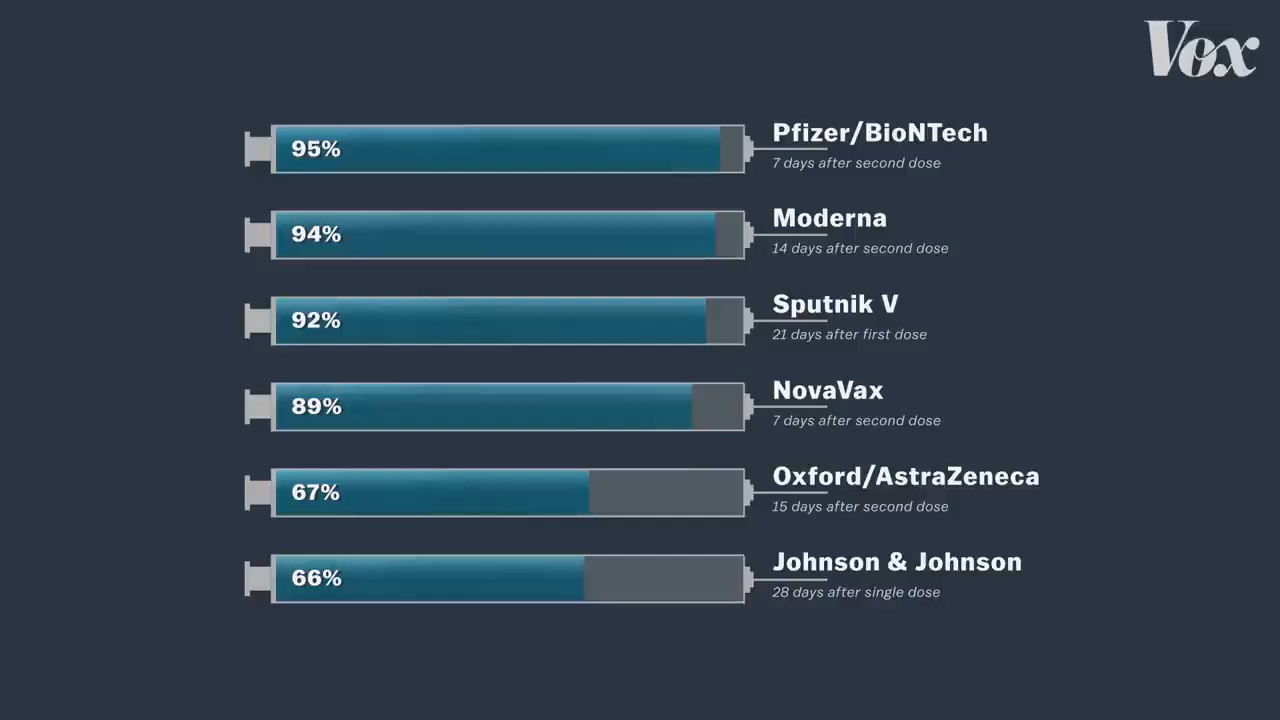 Vox
95%
Pfizer/BioNTech
7 days after second dose
94%
Moderna
14 days after second dose
92%
Sputnik V
21 days after first dose
89%
NovaVax
7 days after second dose
67%
Oxford/AstraZeneca
15 days after second dose
66%
Johnson & Johnson
28 days after single dose